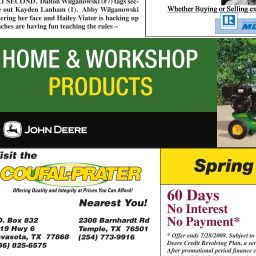 SECOND. Dalton Wilganowski (#7) tags sec-
e out Kayden Lanham (1). Abby Wilganowski
ering her face and Hailey Viator is backing up
aches are having fun teaching the rules –
Whether Buying or Selling
HOME & WORKSHOP
PRODUCTS
JOHN DEERE
isit the
COUFAL-PRATER
Offering Quality and Integrity at Prices You Can Afford!
Nearest You!
O. Box 832
19 Hwy 6
vasota, TX 77868
36) 825-6575
2308 Barnhardt Rd
Temple, TX 76501
(254) 773-9916
Spring
60 Days
No Interest
No Payment*
* Offer ends 7/28/2008. Subject to
Deere Credit Revolving Plan, a ser
After promotional period finance c